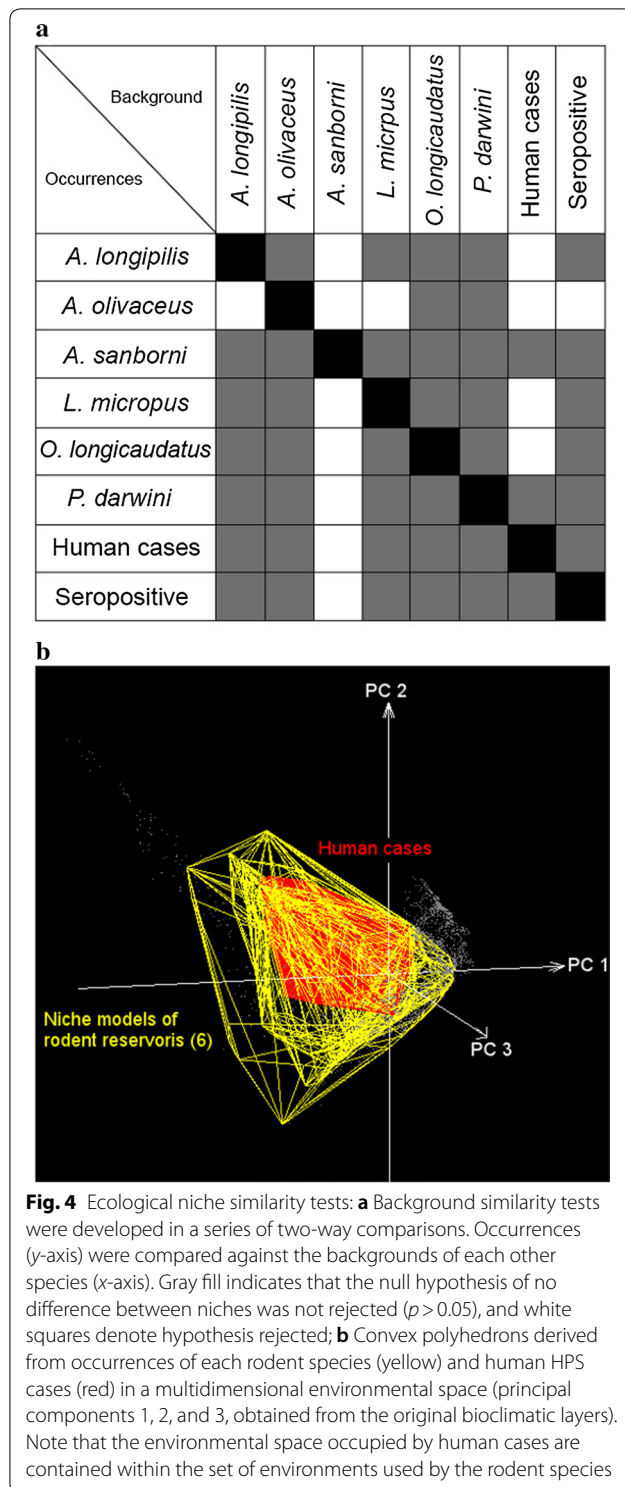 a
Background
Occurrences
A. longipilis
A. olivaceus
A. sanborni
L. micrpus
O. longicaudatus
P. darwini
Human cases
Seropositive
A. longipilis
A. olivaceus
A. sanborni
L. micropus
O. longicaudatus
P. darwini
Human cases
Seropositive
b
PC 2
Human cases
PC 1
Niche models of
rodent reservoris (6)
PC 3
Fig. 4 Ecological niche similarity tests: a Background similarity tests
were developed in a series of two-way comparisons. Occurrences
(y-axis) were compared against the backgrounds of each other
species (x-axis). Gray fill indicates that the null hypothesis of no
difference between niches was not rejected (p > 0.05), and white
squares denote hypothesis rejected; b Convex polyhedrons derived
from occurrences of each rodent species (yellow) and human HPS
cases (red) in a multidimensional environmental space (principal
components 1, 2, and 3, obtained from the original bioclimatic layers).
Note that the environmental space occupied by human cases are
contained within the set of environments used by the rodent species